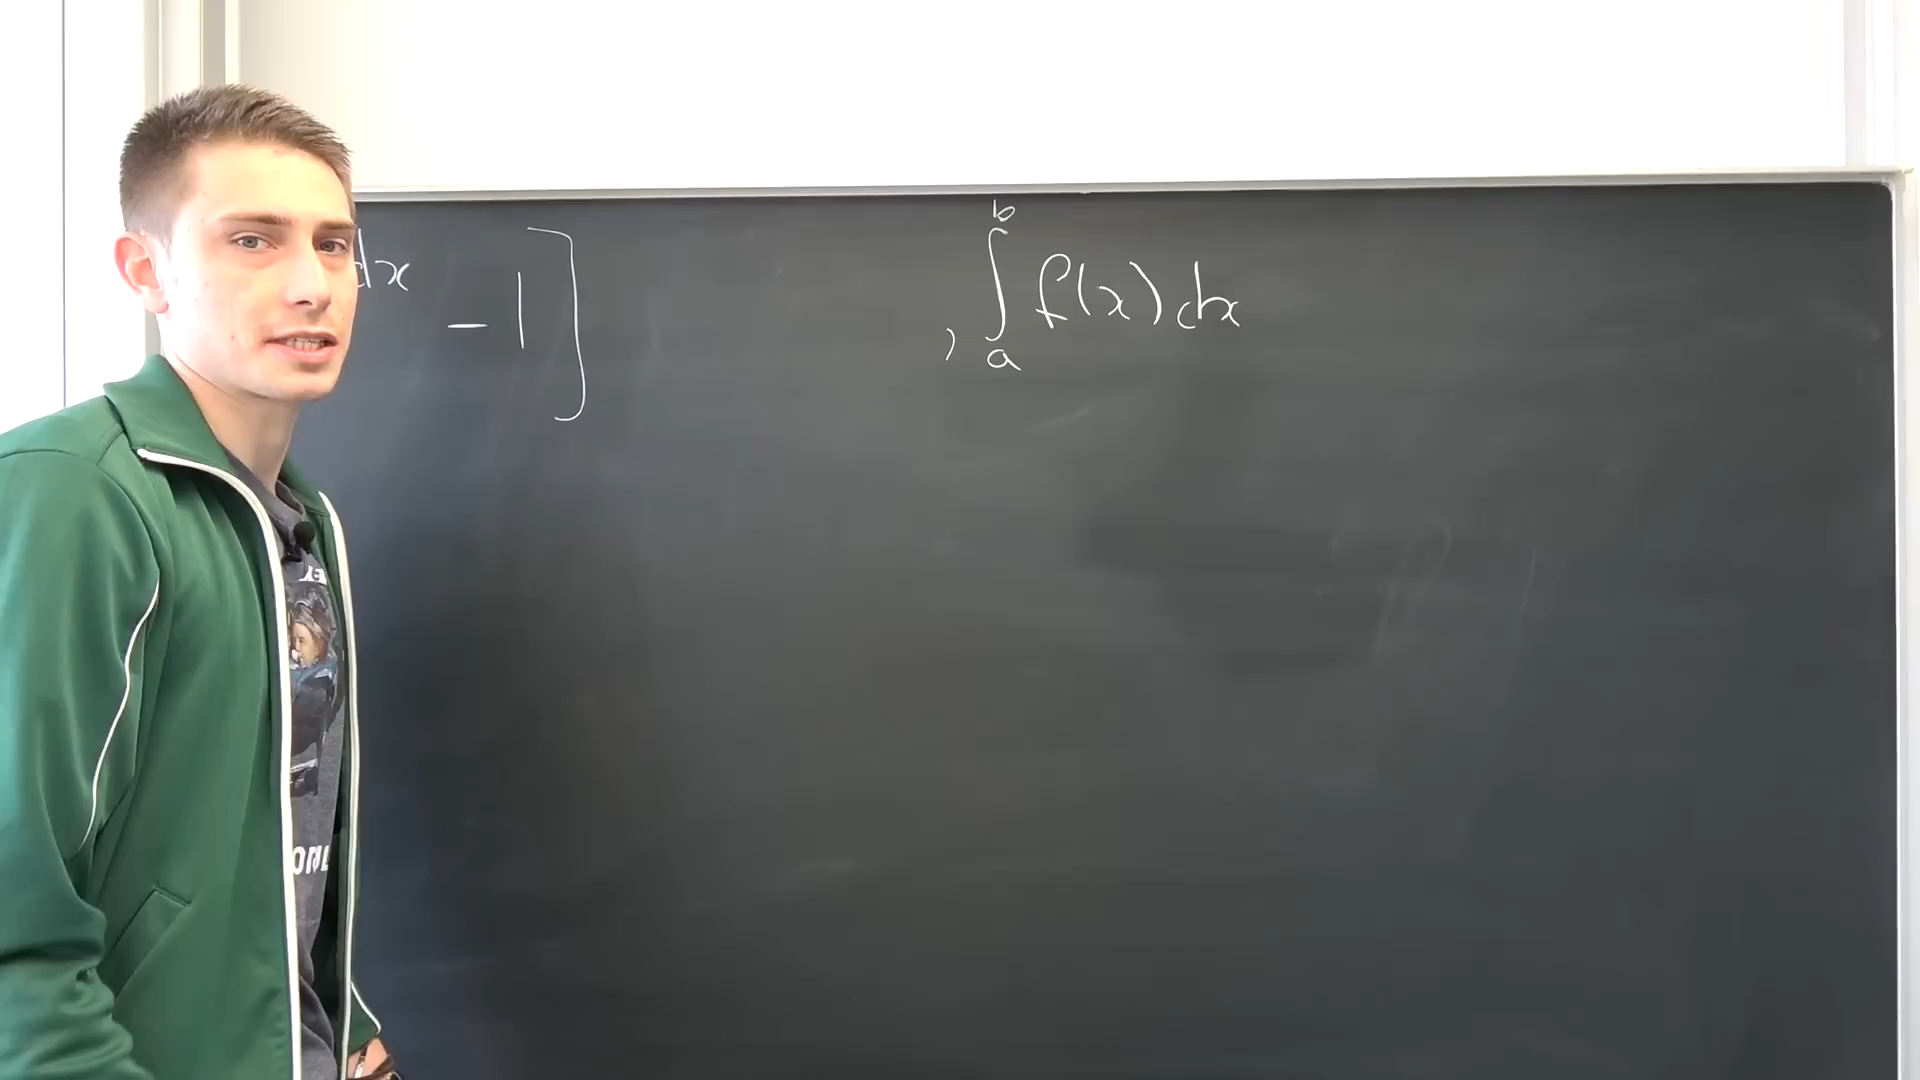 dx - 1 ]
, ∫_a^b f(x) dx